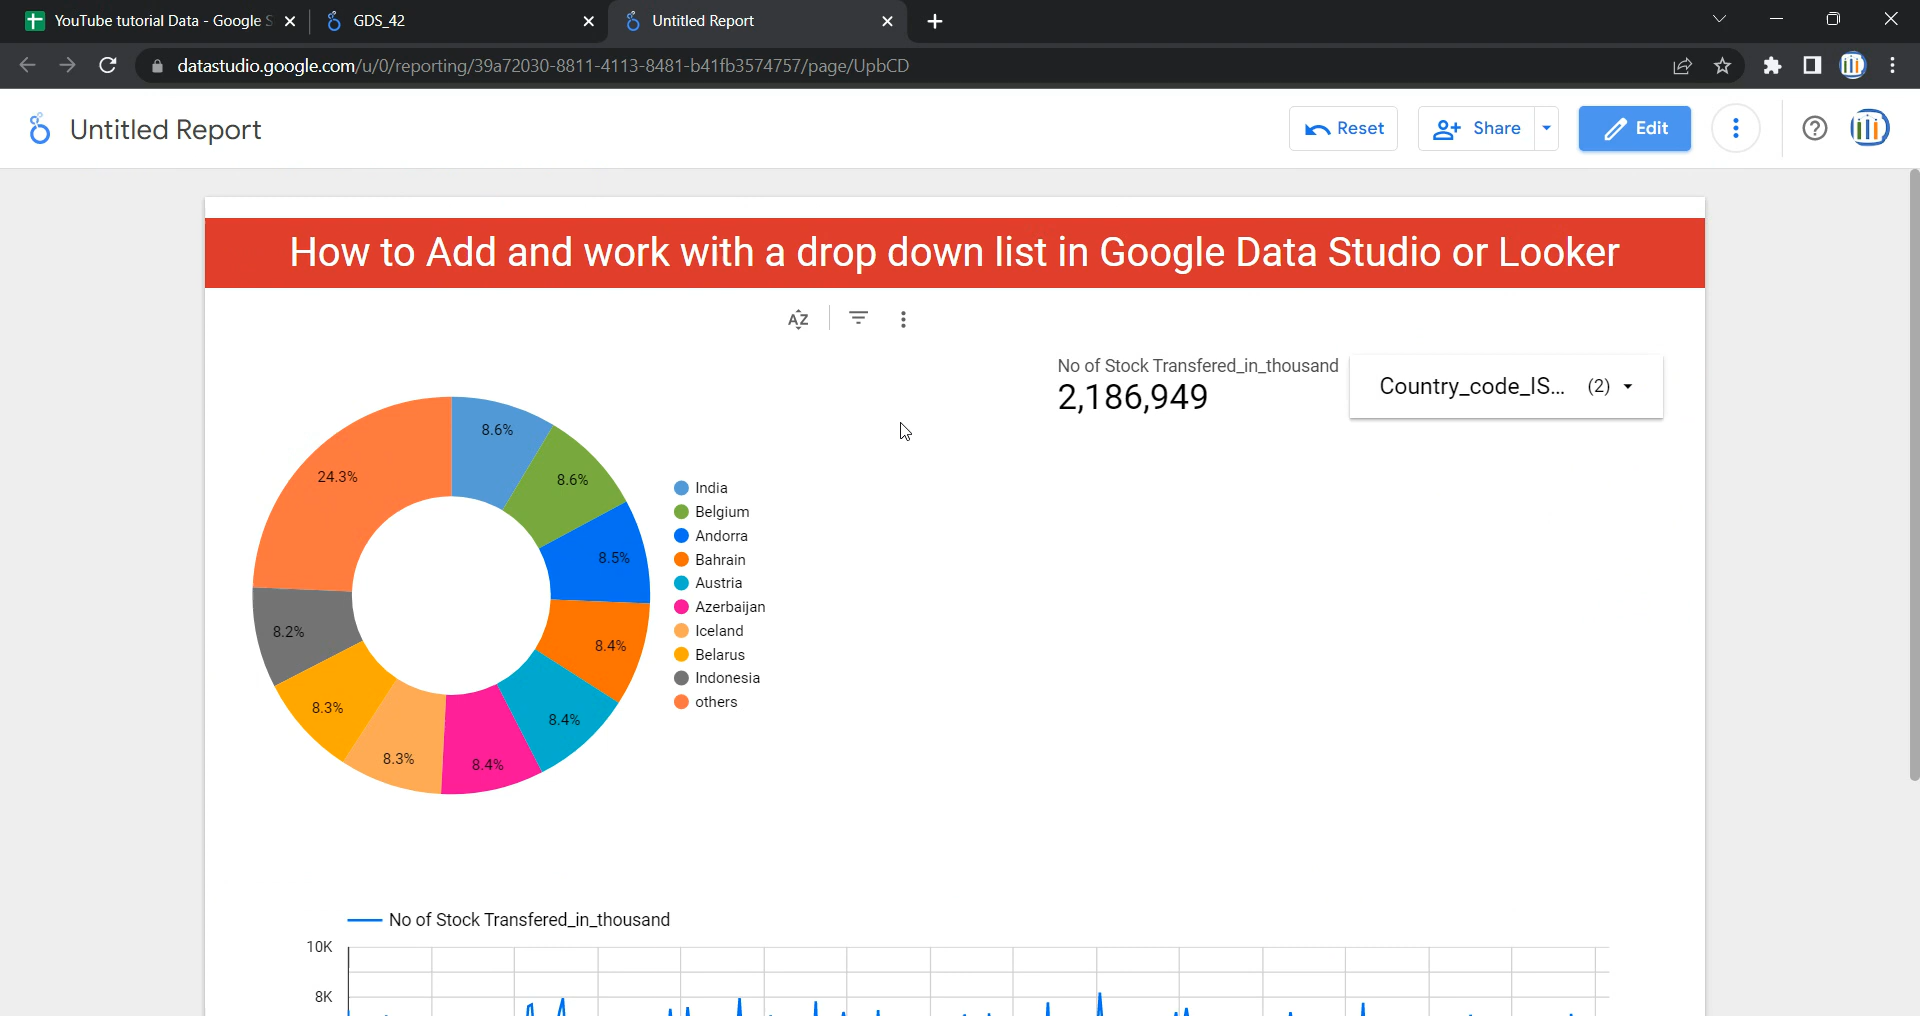 YouTube tutorial Data - Google S
GDS_42
Untitled Report
datastudio.google.com/u/0/reporting/39a72030-8811-4113-8481-b41fb3574757/page/UpbCD
Untitled Report
Reset
Share
Edit
How to Add and work with a drop down list in Google Data Studio or Looker
AZ
No of Stock Transfered_in_thousand
2,186,949
Country_code_IS... (2)
8.6%
8.6%
24.3%
8.5%
8.2%
8.4%
8.3%
8.4%
8.3%
8.4%
India
Belgium
Andorra
Bahrain
Austria
Azerbaijan
Iceland
Belarus
Indonesia
others
No of Stock Transfered_in_thousand
10K
8K